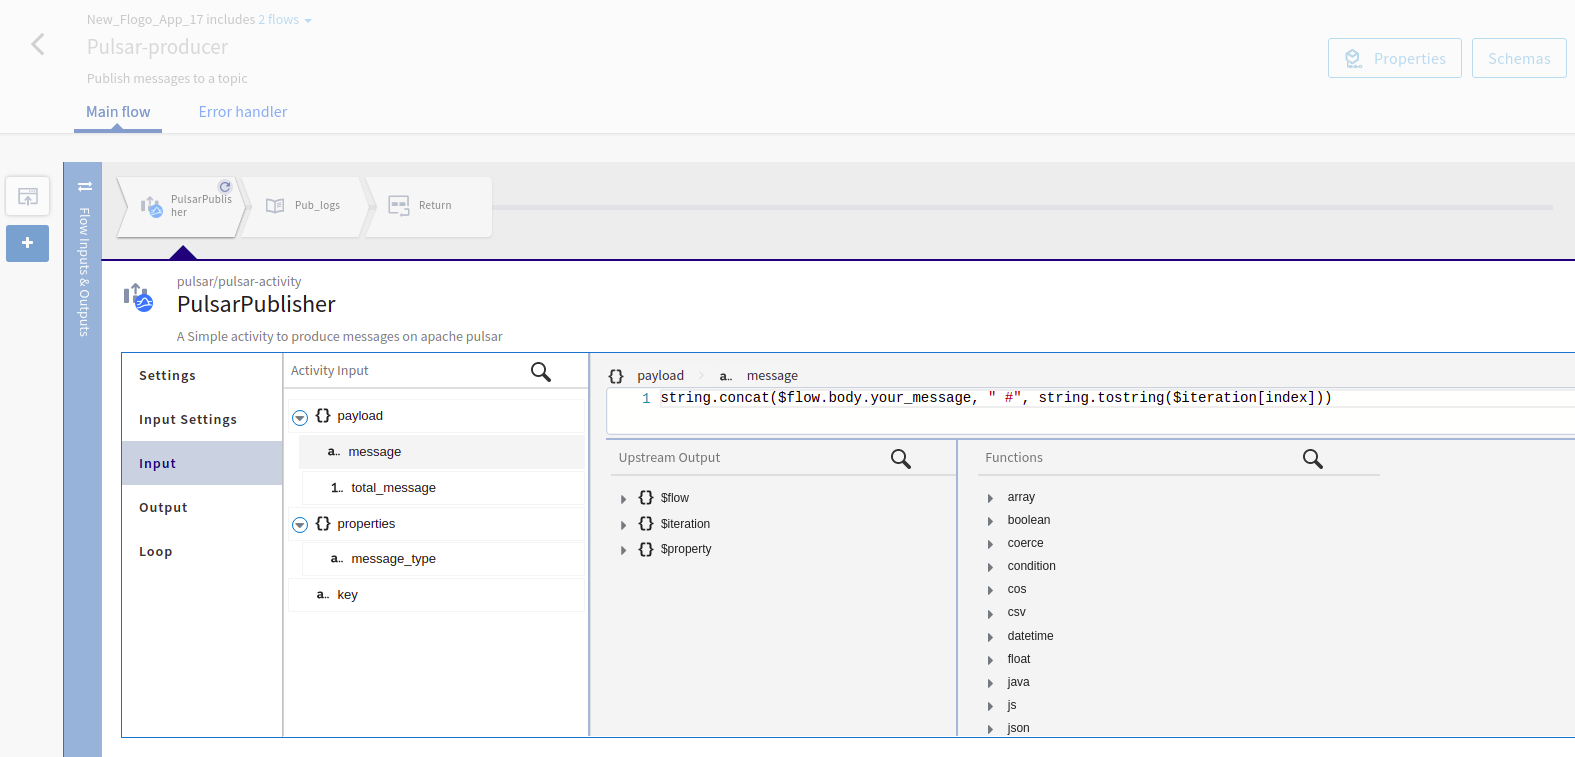 New_Flogo_App_17 includes 2 flows
Pulsar-producer
Publish messages to a topic
Properties
Schemas
Main flow
Error handler
Flow Inputs & Outputs
PulsarPublis
her
Pub_logs
Return
pulsar/pulsar-activity
PulsarPublisher
A Simple activity to produce messages on apache pulsar
Settings
Input Settings
Input
Output
Loop
Activity Input
{} payload
a.. message
1.. total_message
{} properties
a.. message_type
a.. key
{} payload a.. message
1 string.concat($flow.body.your_message, " #", string.tostring($iteration[index]))
Upstream Output
{} $flow
{} $iteration
{} $property
Functions
array
boolean
coerce
condition
cos
csv
datetime
float
java
js
json